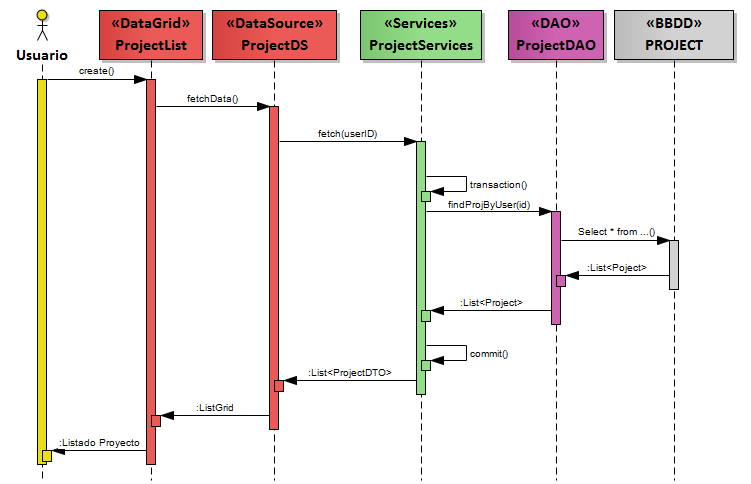 «DataGrid»
ProjectList
«DataSource»
ProjectDS
«Services»
ProjectServices
«DAO»
ProjectDAO
«BBDD»
PROJECT
Usuario
create()
fetchData()
fetch(userID)
transaction()
findProjByUser(id)
Select * from ...()
:List<Poject>
:List<Project>
commit()
:List<ProjectDTO>
:ListGrid
:Listado Proyecto